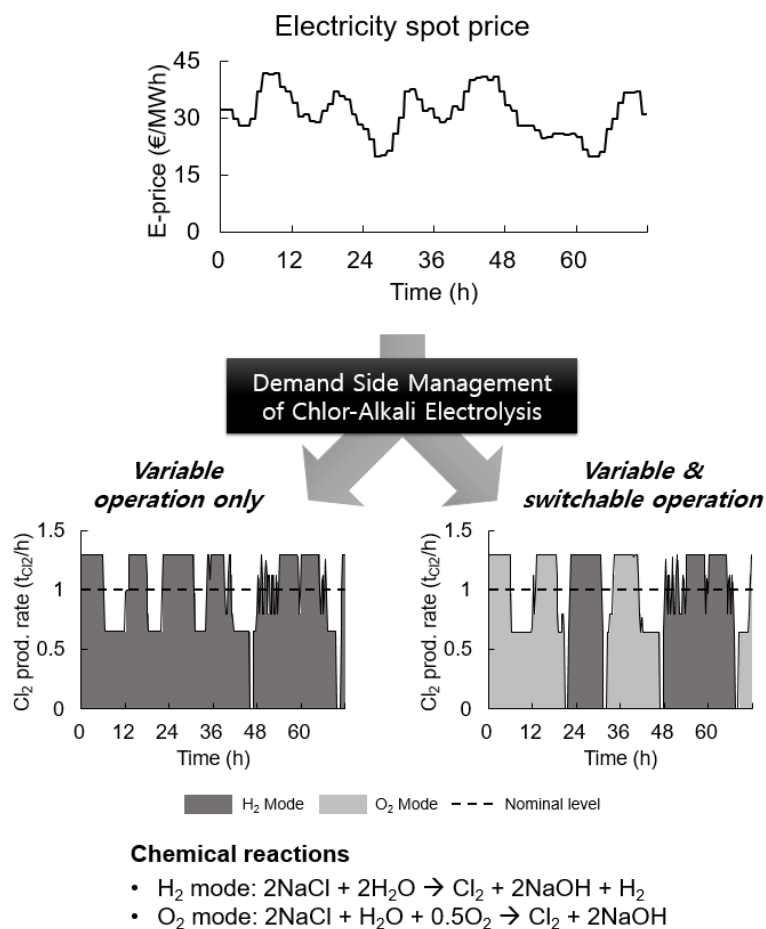 Electricity spot price
E-price (€/MWh)
45
30
15
0
0 12 24 36 48 60
Time (h)
Demand Side Management
of Chlor-Alkali Electrolysis
Variable
operation only
Variable &
switchable operation
Cl₂ prod. rate (t_Cl2/h)
1.5
1
0.5
0
0 12 24 36 48 60
Time (h)
Cl₂ prod. rate (t_Cl2/h)
1.5
1
0.5
0
0 12 24 36 48 60
Time (h)
H₂ Mode O₂ Mode Nominal level
Chemical reactions
• H₂ mode: 2NaCl + 2H₂O → Cl₂ + 2NaOH + H₂
• O₂ mode: 2NaCl + H₂O + 0.5O₂ → Cl₂ + 2NaOH